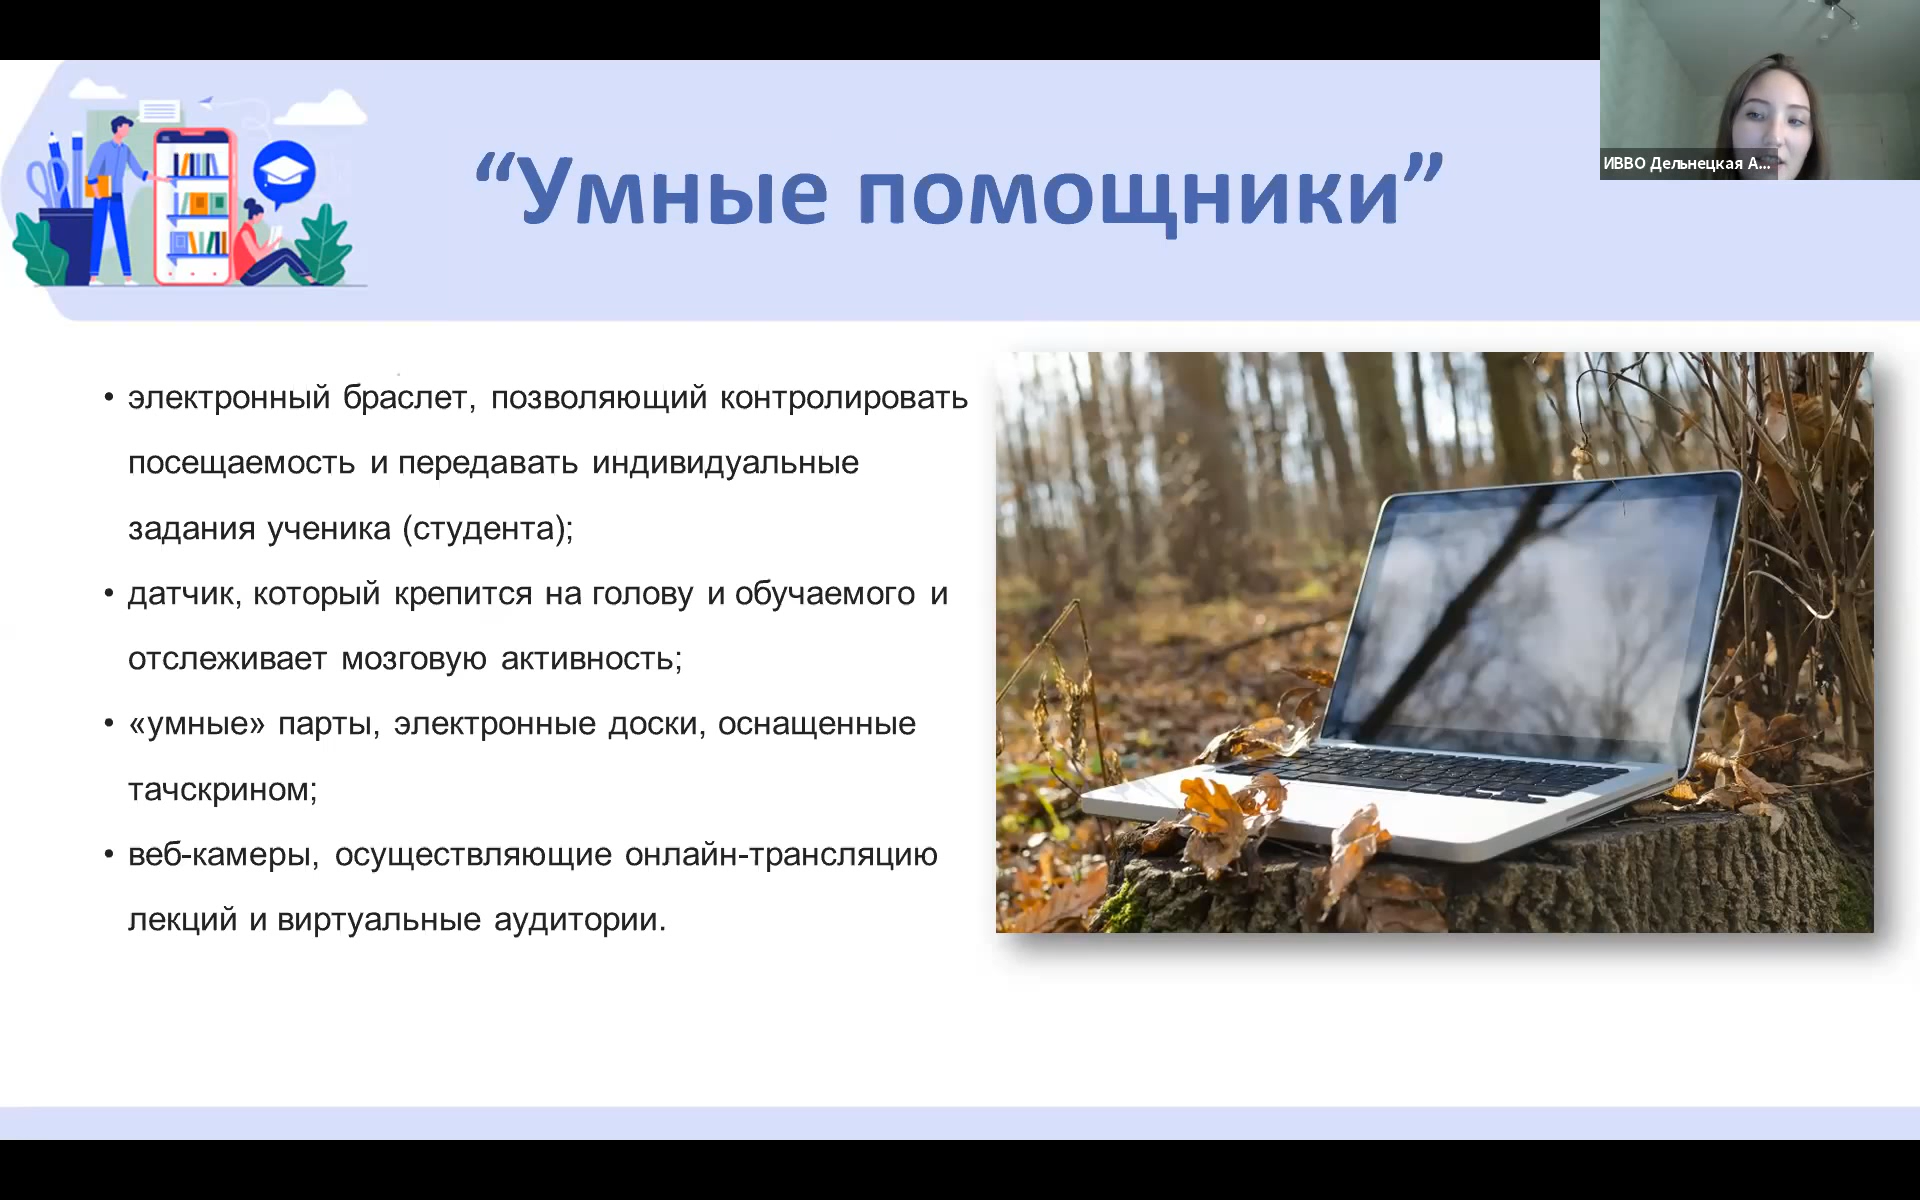 “Умные помощники”
ИВВО Дельнецкая А...
• электронный браслет, позволяющий контролировать
посещаемость и передавать индивидуальные
задания ученика (студента);
• датчик, который крепится на голову и обучаемого и
отслеживает мозговую активность;
• «умные» парты, электронные доски, оснащенные
тачскрином;
• веб-камеры, осуществляющие онлайн-трансляцию
лекций и виртуальные аудитории.